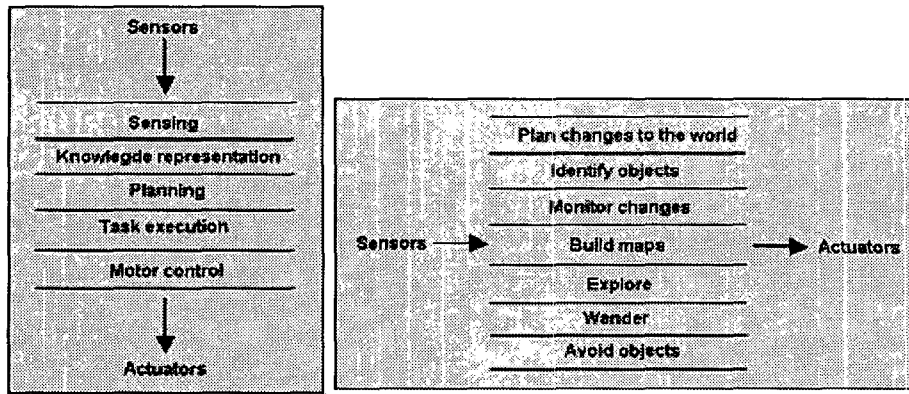 Sensors
Sensing
Knowlegde representation
Planning
Task execution
Motor control
Actuators
Plan changes to the world
Identify objects
Monitor changes
Sensors
Build maps
Actuators
Explore
Wander
Avoid objects